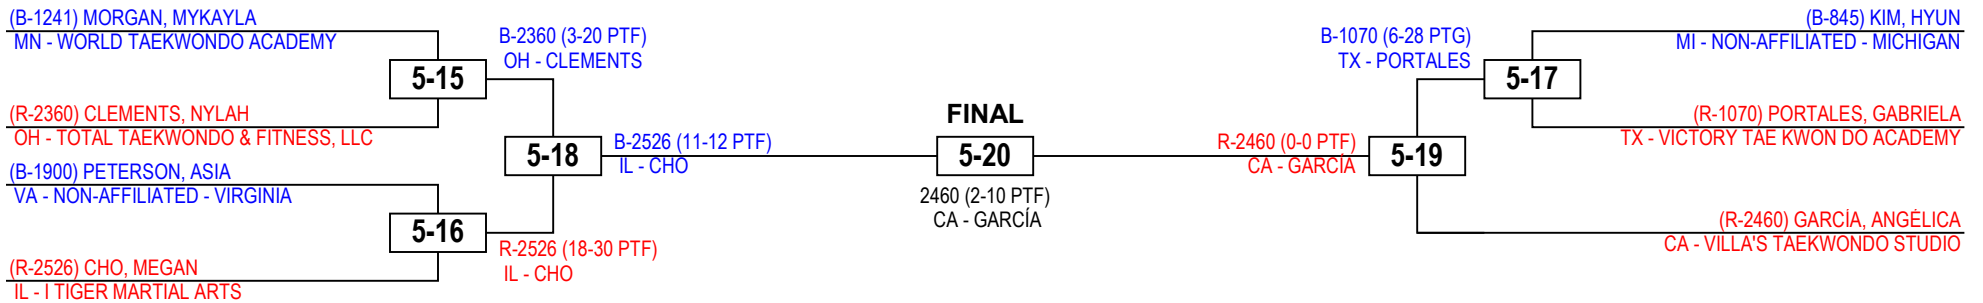 (B-1241) MORGAN, MYKAYLA
MN - WORLD TAEKWONDO ACADEMY
5-15
(R-2360) CLEMENTS, NYLAH
OH - TOTAL TAEKWONDO & FITNESS, LLC
(B-1900) PETERSON, ASIA
VA - NON-AFFILIATED - VIRGINIA
5-16
(R-2526) CHO, MEGAN
IL - I TIGER MARTIAL ARTS
B-2360 (3-20 PTF)
OH - CLEMENTS
5-18
R-2526 (18-30 PTF)
IL - CHO
B-2526 (11-12 PTF)
IL - CHO
FINAL
5-20
2460 (2-10 PTF)
CA - GARCÍA
R-2460 (0-0 PTF)
CA - GARCÍA
B-1070 (6-28 PTG)
TX - PORTALES
5-19
(B-845) KIM, HYUN
MI - NON-AFFILIATED - MICHIGAN
5-17
(R-1070) PORTALES, GABRIELA
TX - VICTORY TAE KWON DO ACADEMY
(R-2460) GARCÍA, ANGÉLICA
CA - VILLA'S TAEKWONDO STUDIO